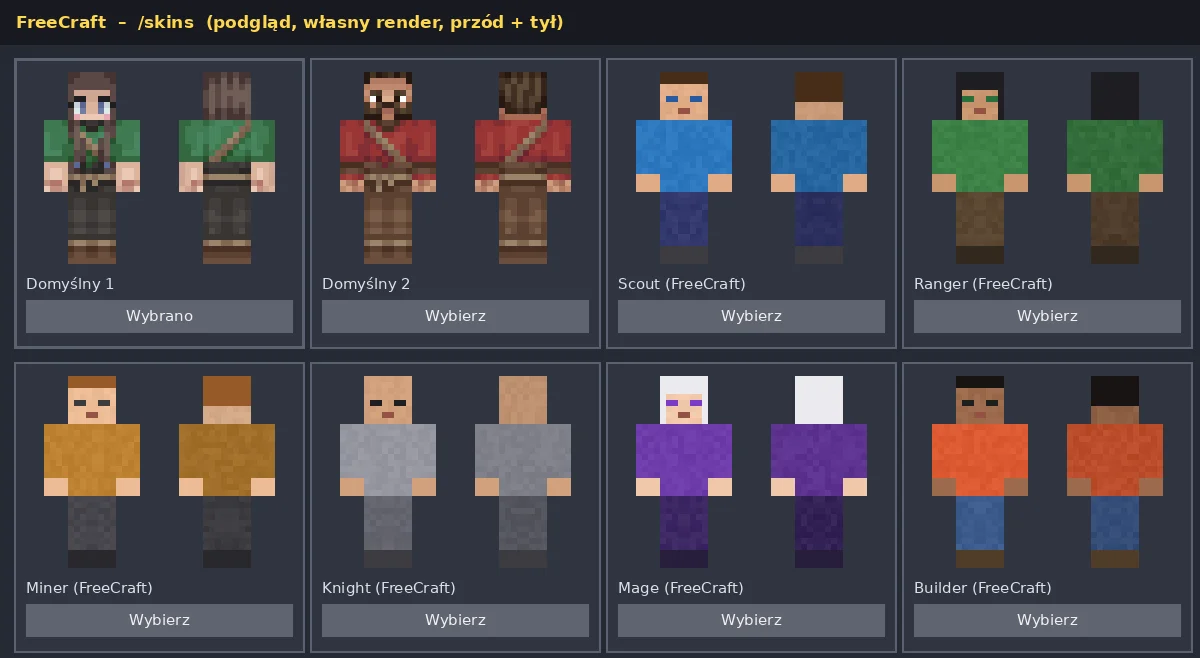 FreeCraft – /skins (podgląd, własny render, przód + tył)
Domyślny 1
Wybrano
Domyślny 2
Wybierz
Scout (FreeCraft)
Wybierz
Ranger (FreeCraft)
Wybierz
Miner (FreeCraft)
Wybierz
Knight (FreeCraft)
Wybierz
Mage (FreeCraft)
Wybierz
Builder (FreeCraft)
Wybierz